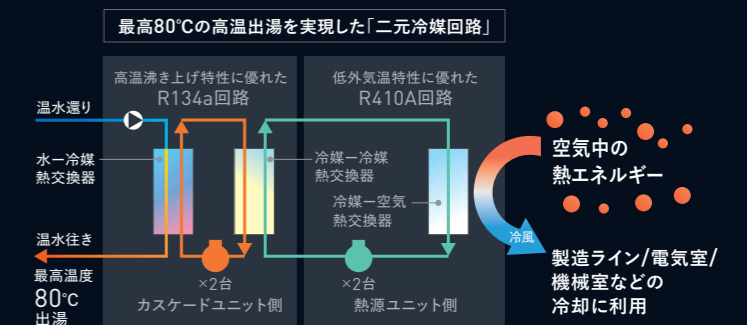 最高80℃の高温出湯を実現した「二元冷媒回路」
高温沸き上げ特性に優れた
R134a回路
低外気温特性に優れた
R410A回路
温水還り
水ー冷媒
熱交換器
冷媒ー冷媒
熱交換器
冷媒ー空気
熱交換器
空気中の
熱エネルギー
冷風
温水往き
最高温度
80℃
出湯
×2台
カスケードユニット側
×2台
熱源ユニット側
製造ライン/電気室/
機械室などの
冷却に利用